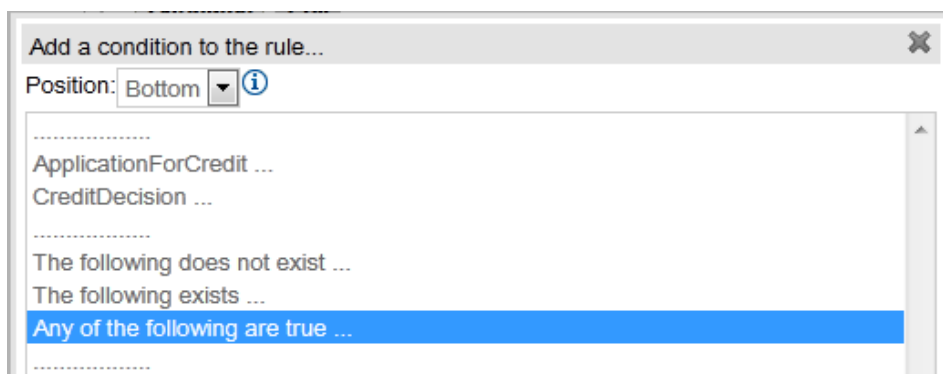 Add a condition to the rule...
Position: Bottom
..................
ApplicationForCredit ...
CreditDecision ...
..................
The following does not exist ...
The following exists ...
Any of the following are true ...
..................